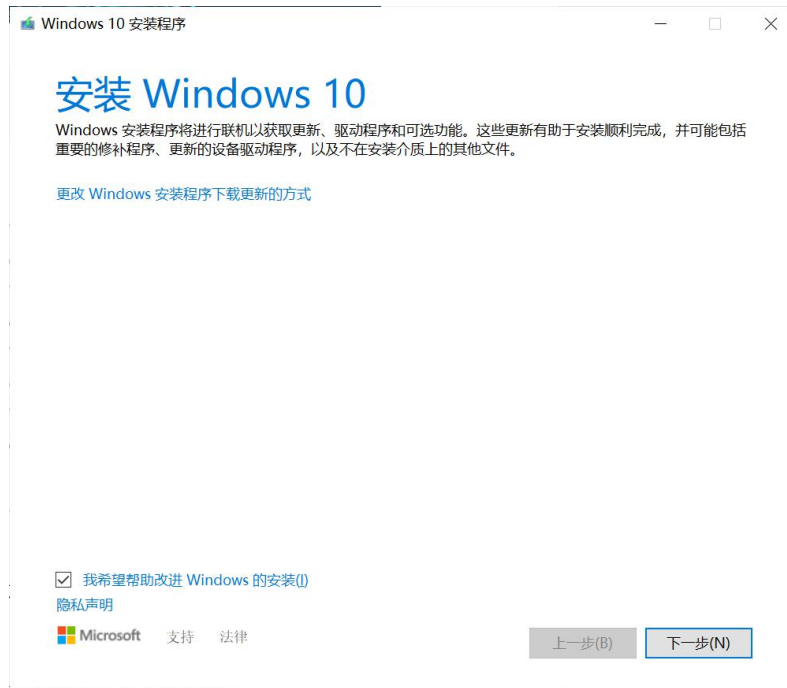 Windows 10 安装程序
安装 Windows 10
Windows 安装程序将进行联机以获取更新、驱动程序和可选功能。这些更新有助于安装顺利完成，并可能包括
重要的修补程序、更新的设备驱动程序，以及不在安装介质上的其他文件。
更改 Windows 安装程序下载更新的方式
我希望帮助改进 Windows 的安装(I)
隐私声明
Microsoft 支持 法律
上一步(B) 下一步(N)